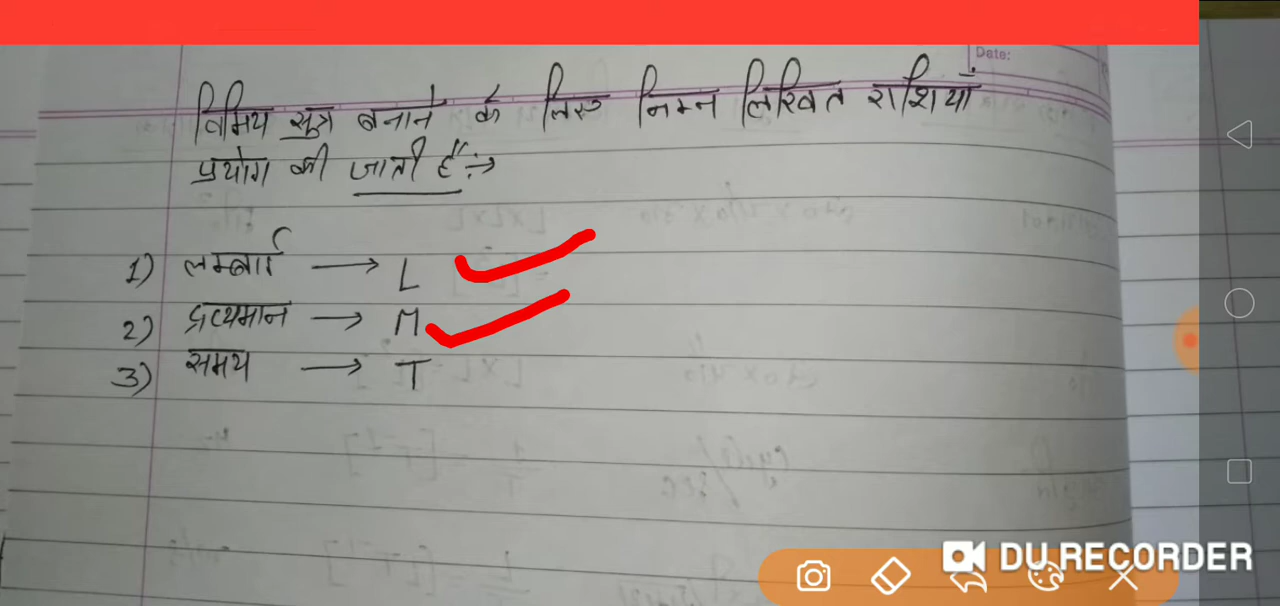 Date:
विमिय सुत्र बनाने के लिए निम्न लिखित राशियाँ
प्रयोग की जाती है":→
1) लम्बाई → L
2) द्रव्यमान → M
3) समय → T
DU RECORDER